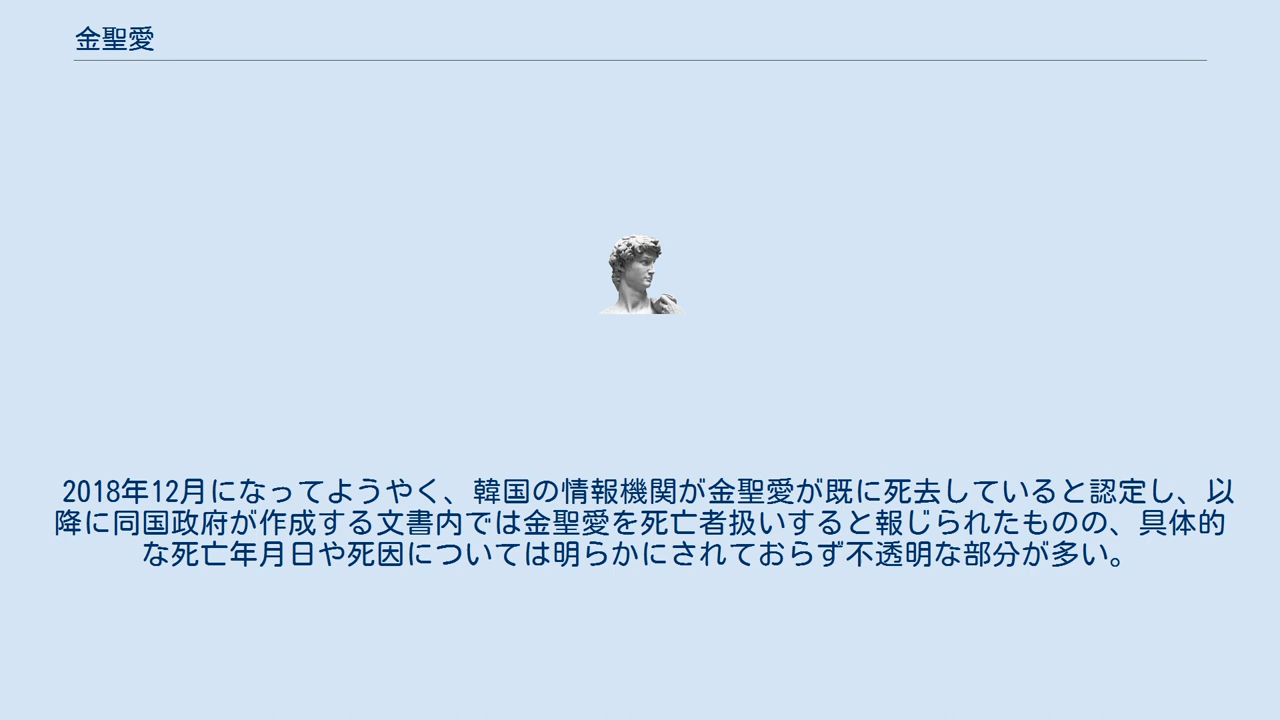 金聖愛
2018年12月になってようやく、韓国の情報機関が金聖愛が既に死去していると認定し、以
降に同国政府が作成する文書内では金聖愛を死亡者扱いすると報じられたものの、具体的
な死亡年月日や死因については明らかにされておらず不透明な部分が多い。